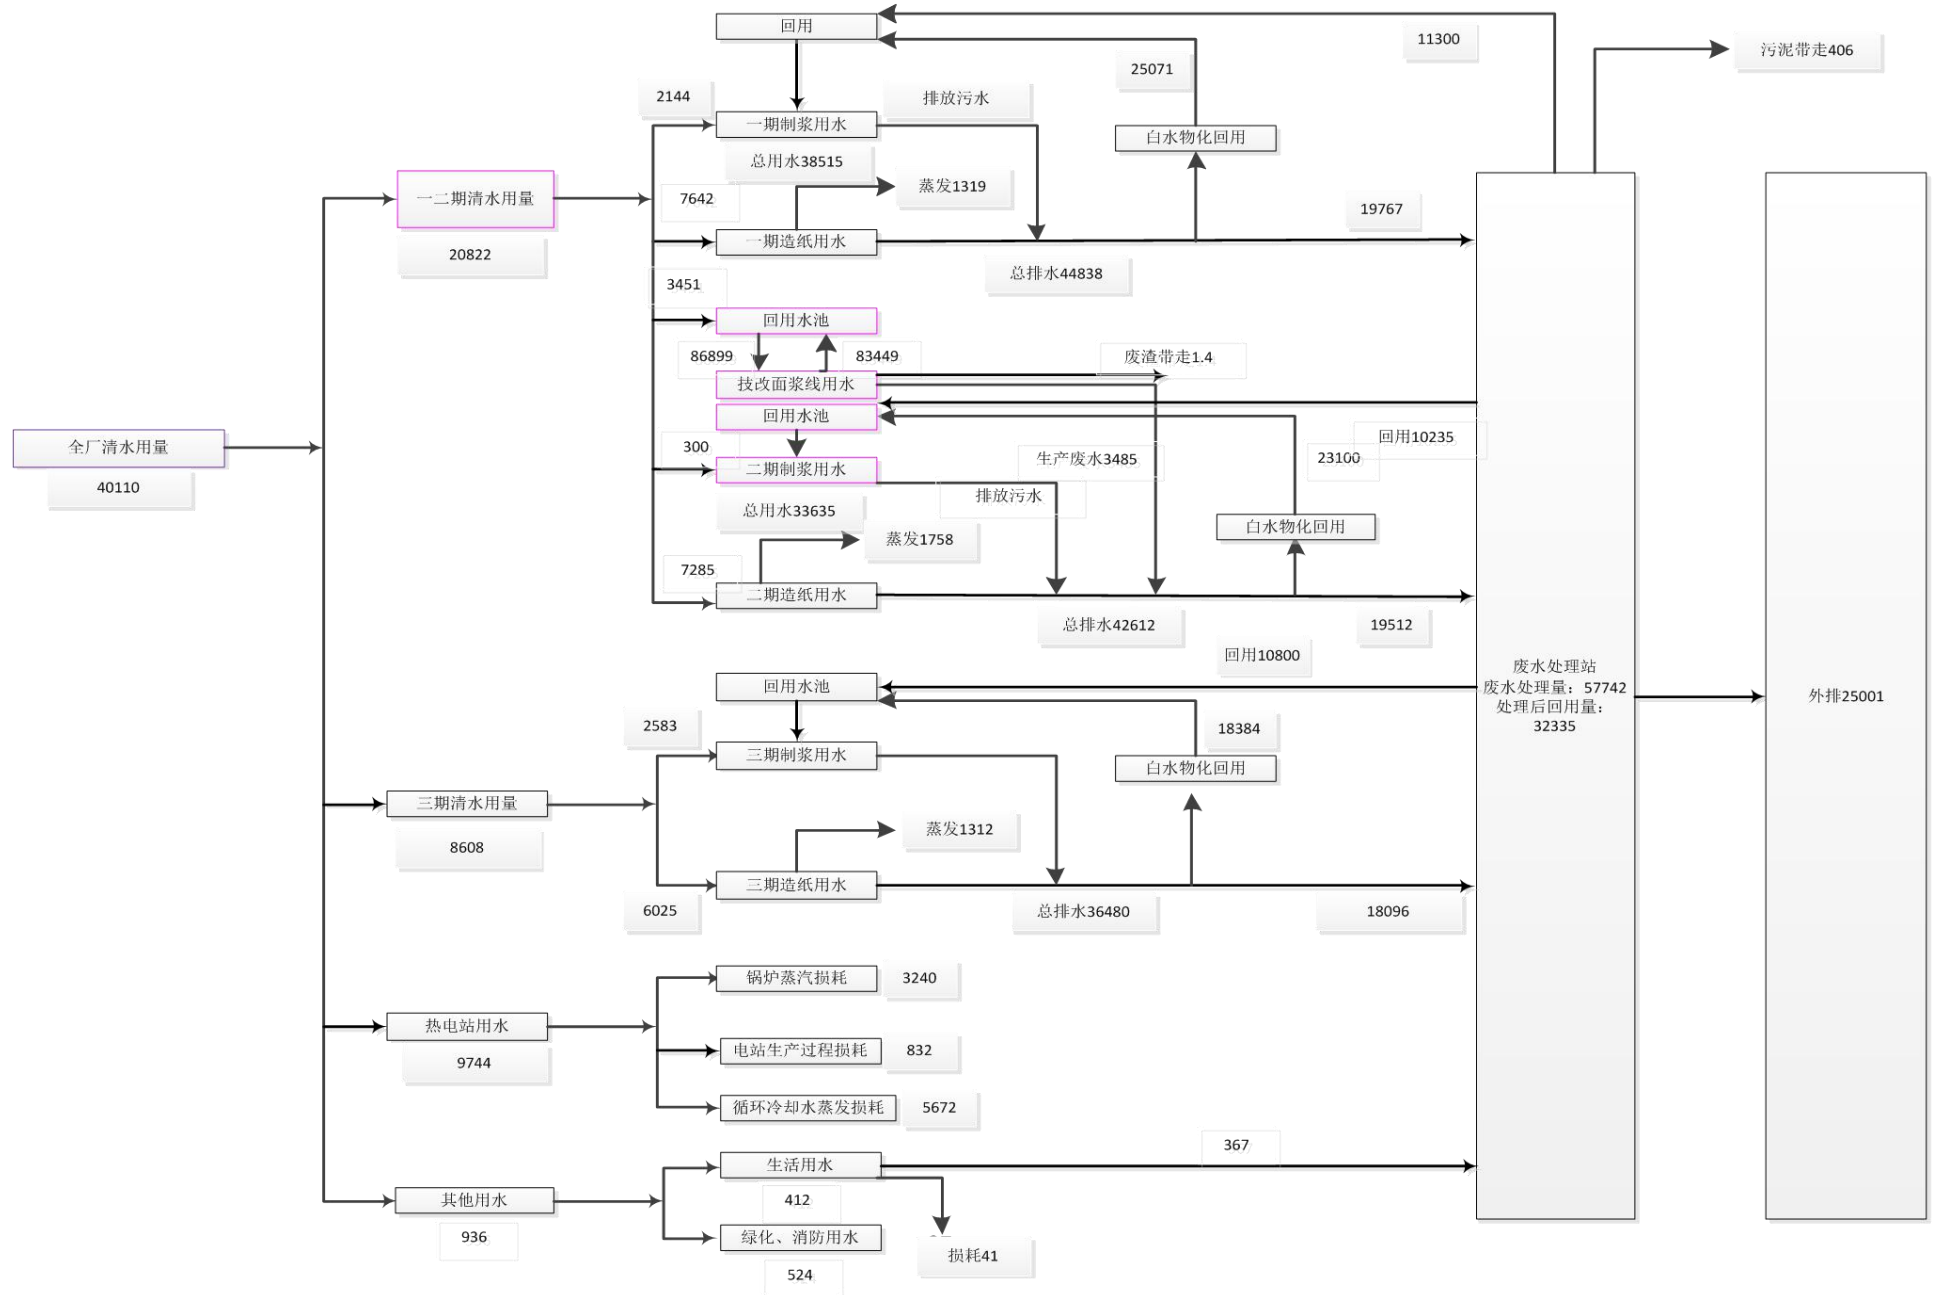 回用
11300
污泥带走406
25071
2144
排放污水
一期制浆用水
白水物化回用
总用水38515
蒸发1319
一二期清水用量
7642
19767
一期造纸用水
20822
总排水44838
3451
回用水池
86899
83449
废渣带走1.4
技改面浆线用水
回用水池
回用10235
全厂清水用量
300
生产废水3485
23100
二期制浆用水
40110
排放污水
总用水33635
白水物化回用
蒸发1758
7285
二期造纸用水
总排水42612
19512
回用10800
废水处理站
废水处理量：57742
处理后回用量：
32335
外排25001
回用水池
2583
18384
三期制浆用水
白水物化回用
三期清水用量
蒸发1312
8608
三期造纸用水
6025
总排水36480
18096
锅炉蒸汽损耗
3240
热电站用水
电站生产过程损耗
832
9744
循环冷却水蒸发损耗
5672
367
生活用水
其他用水
412
936
绿化、消防用水
损耗41
524